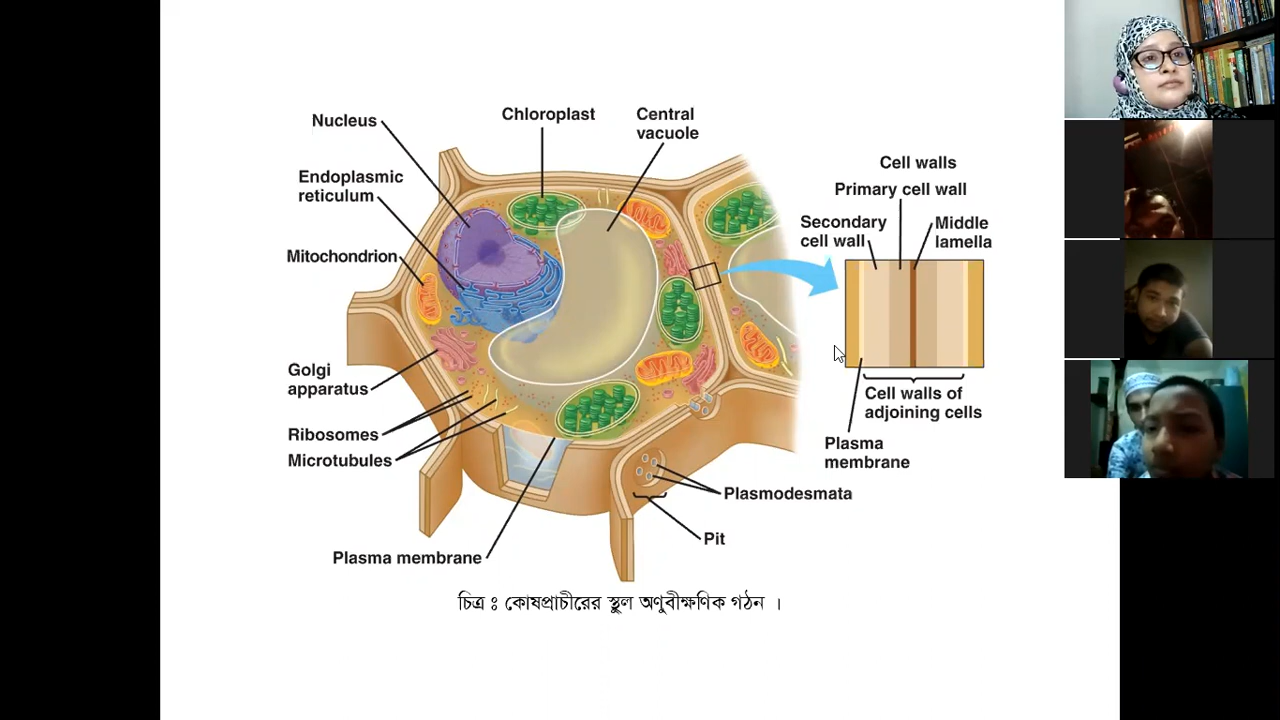 Nucleus
Chloroplast
Central
vacuole
Endoplasmic
reticulum
Mitochondrion
Golgi
apparatus
Ribosomes
Microtubules
Plasma membrane
Cell walls
Primary cell wall
Secondary
cell wall
Middle
lamella
Cell walls of
adjoining cells
Plasma
membrane
Plasmodesmata
Pit
চিত্র ঃ কোষপ্রাচীরের স্থুল অণুবীক্ষণিক গঠন ।